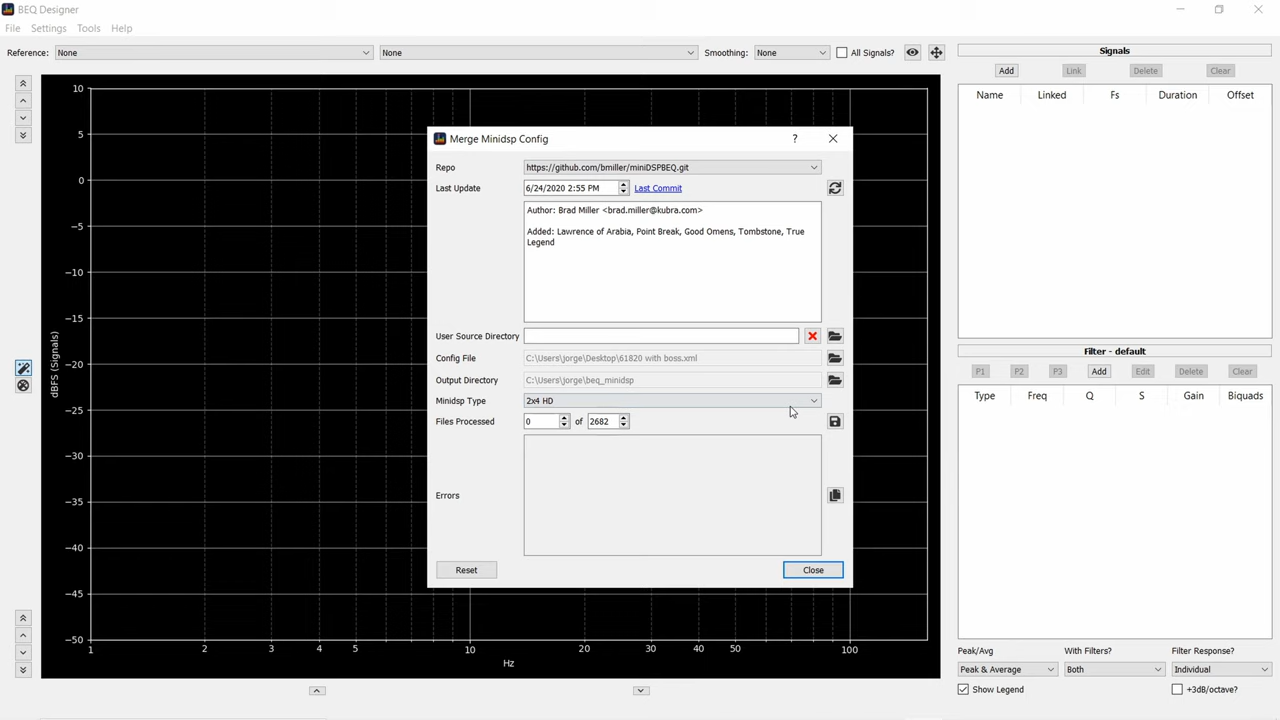 BEQ Designer
File Settings Tools Help
Reference: None None Smoothing: None All Signals?
Signals
Add Link Delete Clear
Name Linked Fs Duration Offset
Merge Minidsp Config ?
Repo https://github.com/bmiller/miniDSPBEQ.git
Last Update 6/24/2020 2:55 PM Last Commit
Author: Brad Miller <brad.miller@kubra.com>
Added: Lawrence of Arabia, Point Break, Good Omens, Tombstone, True
Legend
User Source Directory
Config File C:\Users\jorge\Desktop\61820 with boss.xml
Output Directory C:\Users\jorge\beq_minidsp
Minidsp Type 2x4 HD
Files Processed 0 of 2682
Errors
Reset Close
10
5
0
−5
−10
−15
−20
−25
−30
−35
−40
−45
−50
dBFS (Signals)
1 2 3 4 5 10 20 30 40 50 100
Hz
Filter - default
P1 P2 P3 Add Edit Delete Clear
Type Freq Q S Gain Biquads
Peak/Avg With Filters? Filter Response?
Peak & Average Both Individual
Show Legend +3dB/octave?